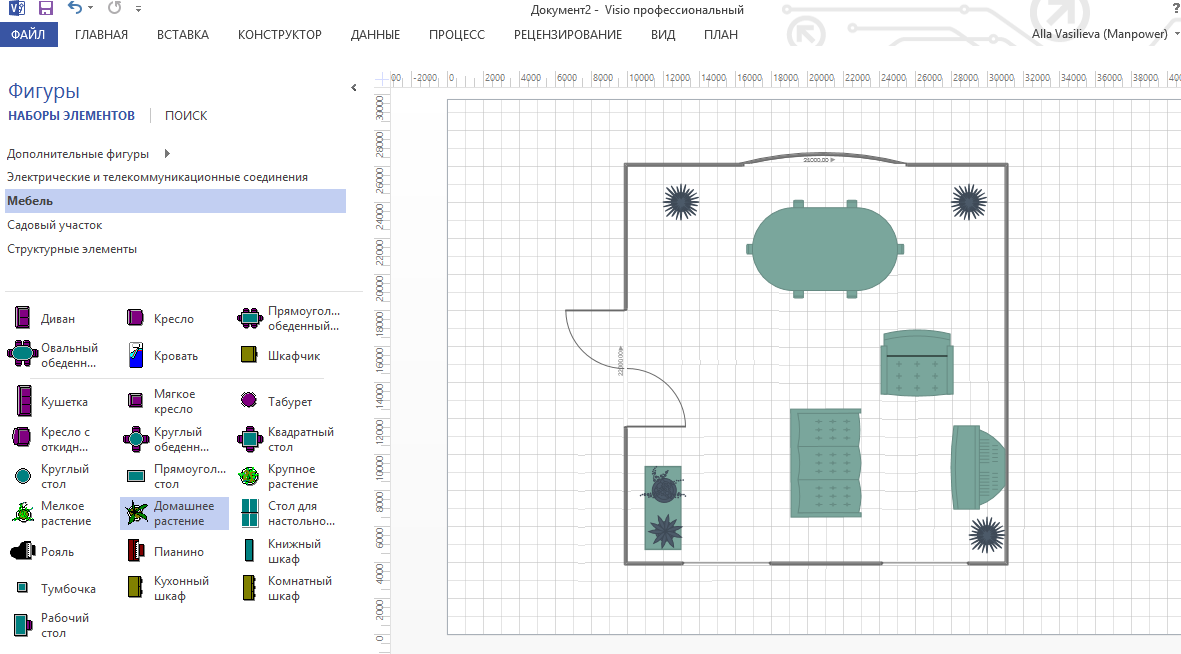 Документ2 - Visio профессиональный
?
ФАЙЛ ГЛАВНАЯ ВСТАВКА КОНСТРУКТОР ДАННЫЕ ПРОЦЕСС РЕЦЕНЗИРОВАНИЕ ВИД ПЛАН
Alla Vasilieva (Manpower)
Фигуры
НАБОРЫ ЭЛЕМЕНТОВ ПОИСК
Дополнительные фигуры
Электрические и телекоммуникационные соединения
Мебель
Садовый участок
Структурные элементы
Диван
Кресло
Прямоугол...
обеденный...
Овальный
обеденн...
Кровать
Шкафчик
Кушетка
Мягкое
кресло
Табурет
Кресло с
откидн...
Круглый
обеденн...
Квадратный
стол
Круглый
стол
Прямоугол...
стол
Крупное
растение
Мелкое
растение
Домашнее
растение
Стол для
настольно...
Рояль
Пианино
Книжный
шкаф
Тумбочка
Кухонный
шкаф
Комнатный
шкаф
Рабочий
стол
00 -2000 0 2000 4000 6000 8000 10000 12000 14000 16000 18000 20000 22000 24000 26000 28000 30000 32000 34000 36000 38000 400
30000
28000
26000
24000
22000
20000
18000
16000
14000
12000
10000
8000
6000
4000
2000
0